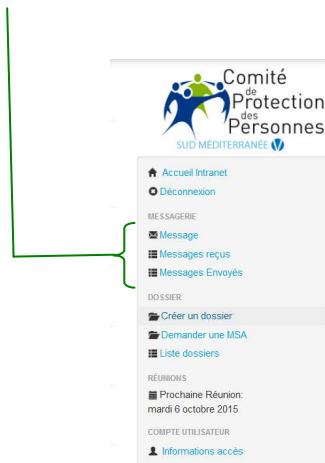 Comité
de
Protection
des
Personnes
SUD MÉDITERRANÉE V
Accueil Intranet
Déconnexion
MESSAGERIE
Message
Messages reçus
Messages Envoyés
DOSSIER
Créer un dossier
Demander une MSA
Liste dossiers
RÉUNIONS
Prochaine Réunion:
mardi 6 octobre 2015
COMPTE UTILISATEUR
Informations accès